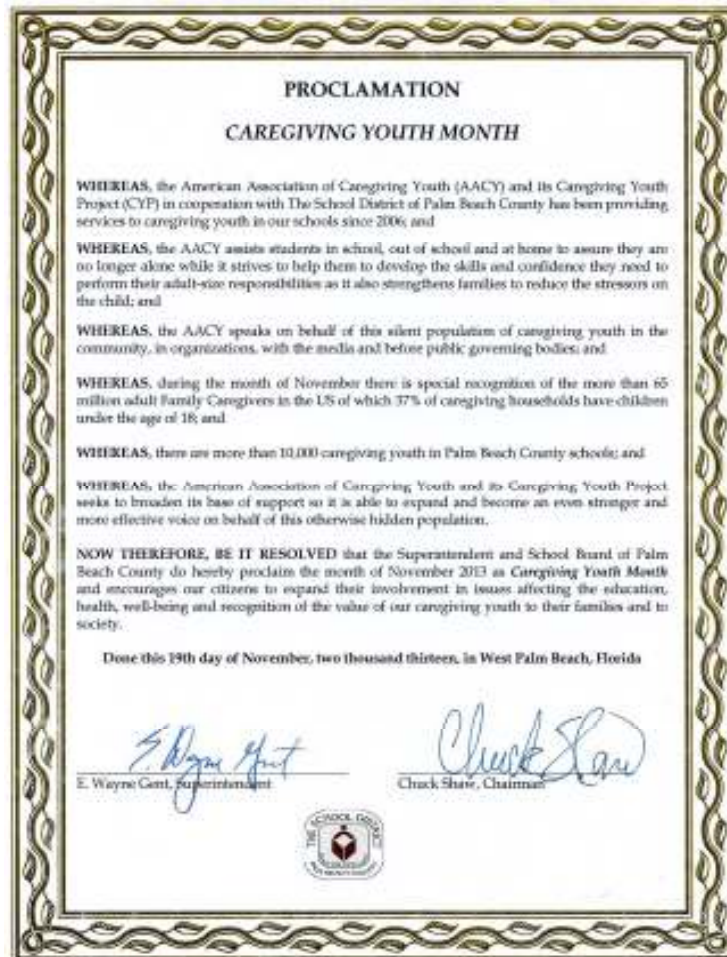 PROCLAMATION
CAREGIVING YOUTH MONTH
WHEREAS, the American Association of Caregiving Youth (AACY) and its Caregiving Youth
Project (CYP) in cooperation with The School District of Palm Beach County has been providing
services to caregiving youth in our schools since 2006; and
WHEREAS, the AACY assists students in school, out of school and at home to assure they are
no longer alone while it strives to help them to develop the skills and confidence they need to
perform their adult-size responsibilities as it also strengthens families to reduce the stressors on
the child; and
WHEREAS, the AACY speaks on behalf of this silent population of caregiving youth in the
community, in organizations, with the media and before public governing bodies; and
WHEREAS, during the month of November there is special recognition of the more than 65
million adult Family Caregivers in the US of which 37% of caregiving households have children
under the age of 18; and
WHEREAS, there are more than 10,000 caregiving youth in Palm Beach County schools; and
WHEREAS, the American Association of Caregiving Youth and its Caregiving Youth Project
seeks to broaden its base of support so it is able to expand and become an even stronger and
more effective voice on behalf of this otherwise hidden population.
NOW THEREFORE, BE IT RESOLVED that the Superintendent and School Board of Palm
Beach County do hereby proclaim the month of November 2013 as Caregiving Youth Month
and encourages our citizens to expand their involvement in issues affecting the education,
health, well-being and recognition of the value of our caregiving youth to their families and to
society.
Done this 19th day of November, two thousand thirteen, in West Palm Beach, Florida
E. Wayne Gent Chuck Shaw
E. Wayne Gent, Superintendent Chuck Shaw, Chairman
THE SCHOOL DISTRICT